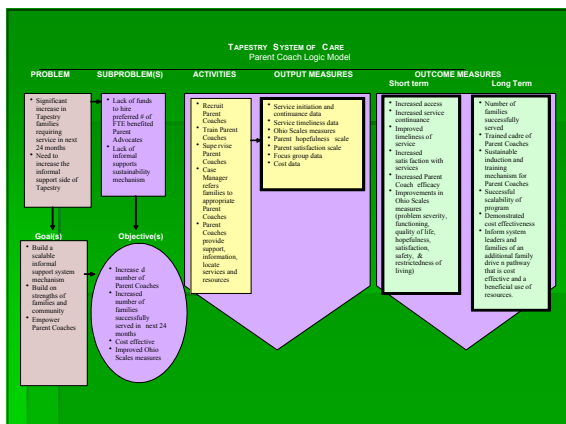 TAPESTRY SYSTEM OF CARE
Parent Coach Logic Model
PROBLEM
SUBPROBLEM(S)
ACTIVITIES
OUTPUT MEASURES
OUTCOME MEASURES
Short term
Long Term
• Significant
increase in
Tapestry
families
requiring
service in next
24 months
• Need to
increase the
informal
support side of
Tapestry
• Lack of funds
to hire
preferred # of
FTE benefited
Parent
Advocates
• Lack of
informal
supports
sustainability
mechanism
Goal(s)
• Build a
scalable
informal
support system
mechanism
• Build on
strengths of
families and
community
• Empower
Parent Coaches
Objective(s)
• Increase d
number of
Parent Coaches
• Increased
number of
families
successfully
served in next 24
months
• Cost effective
• Improved Ohio
Scales measures
• Recruit
Parent
Coaches
• Train Parent
Coaches
• Supe rvise
Parent
Coaches
• Case
Manager
refers
families to
appropriate
Parent
Coaches
• Parent
Coaches
provide
support,
information,
locate
services and
resources
• Service initiation and
continuance data
• Service timeliness data
• Ohio Scales measures
• Parent hopefulness scale
• Parent satisfaction scale
• Focus group data
• Cost data
• Increased access
• Increased service
continuance
• Improved
timeliness of
service
• Increased
satis faction with
services
• Increased Parent
Coach efficacy
• Improvements in
Ohio Scales
measures
(problem severity,
functioning,
quality of life,
hopefulness,
satisfaction,
safety, &
restrictedness of
living)
• Number of
families
successfully
served
• Trained cadre of
Parent Coaches
• Sustainable
induction and
training
mechanism for
Parent Coaches
• Successful
scalability of
program
• Demonstrated
cost effectiveness
• Inform system
leaders and
families of an
additional family
drive n pathway
that is cost
effective and a
beneficial use of
resources.